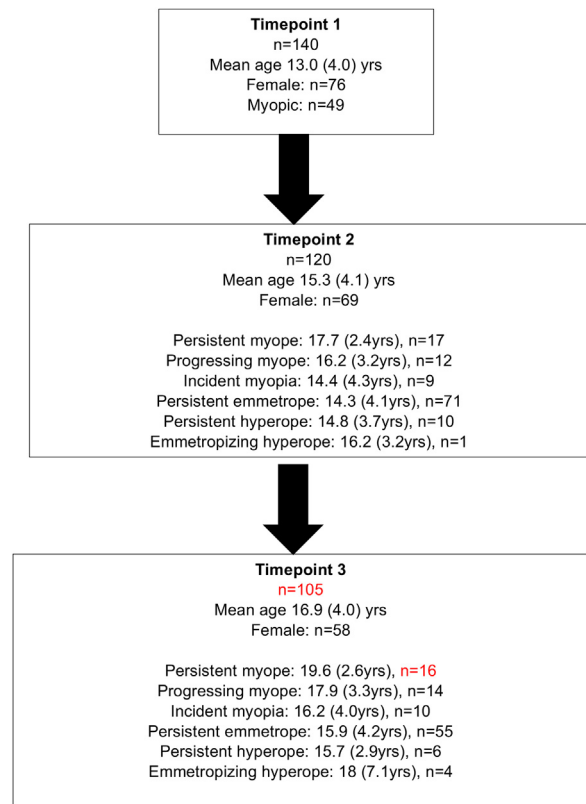 Timepoint 1
n=140
Mean age 13.0 (4.0) yrs
Female: n=76
Myopic: n=49
Timepoint 2
n=120
Mean age 15.3 (4.1) yrs
Female: n=69
Persistent myope: 17.7 (2.4yrs), n=17
Progressing myope: 16.2 (3.2yrs), n=12
Incident myopia: 14.4 (4.3yrs), n=9
Persistent emmetrope: 14.3 (4.1yrs), n=71
Persistent hyperope: 14.8 (3.7yrs), n=10
Emmetropizing hyperope: 16.2 (3.2yrs), n=1
Timepoint 3
n=105
Mean age 16.9 (4.0) yrs
Female: n=58
Persistent myope: 19.6 (2.6yrs), n=16
Progressing myope: 17.9 (3.3yrs), n=14
Incident myopia: 16.2 (4.0yrs), n=10
Persistent emmetrope: 15.9 (4.2yrs), n=55
Persistent hyperope: 15.7 (2.9yrs), n=6
Emmetropizing hyperope: 18 (7.1yrs), n=4